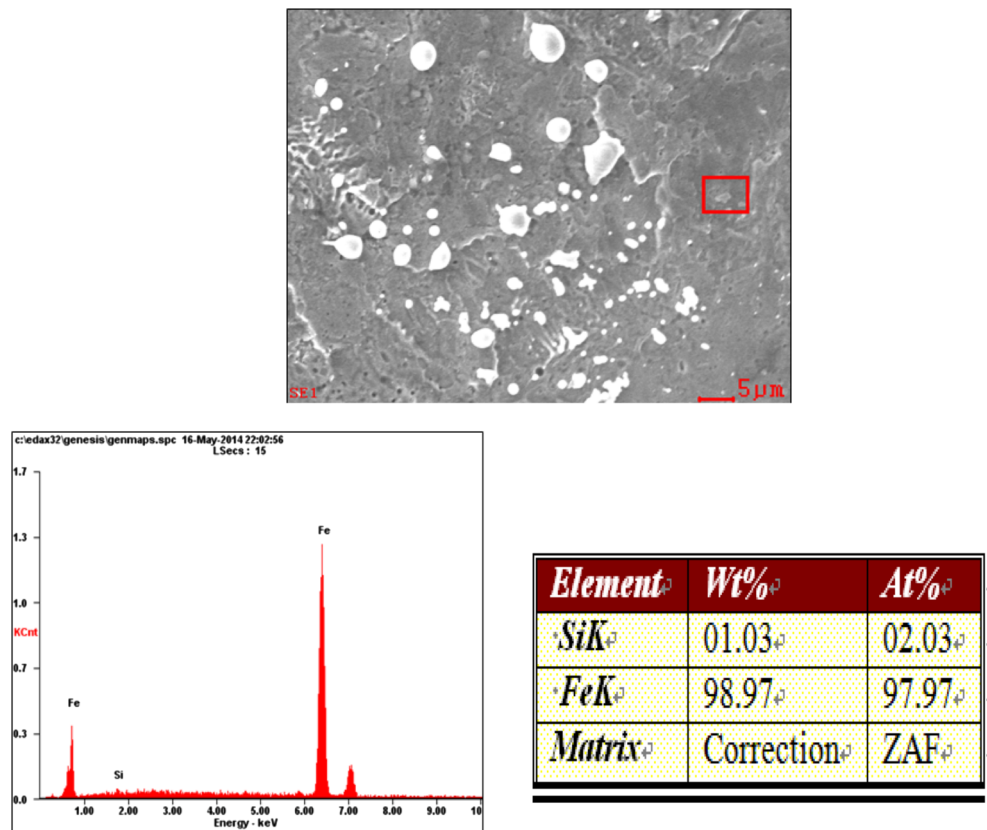 SE1
5 µm
c:\edax32\genesis\genmaps.spc 16-May-2014 22:02:56
LSecs : 15
1.7
1.3
Fe
1.0
KCnt
0.7
Fe
0.3
Si
0.0
1.00 2.00 3.00 4.00 5.00 6.00 7.00 8.00 9.00 10
Energy - keV
Element Wt% At%
SiK 01.03 02.03
FeK 98.97 97.97
Matrix Correction ZAF